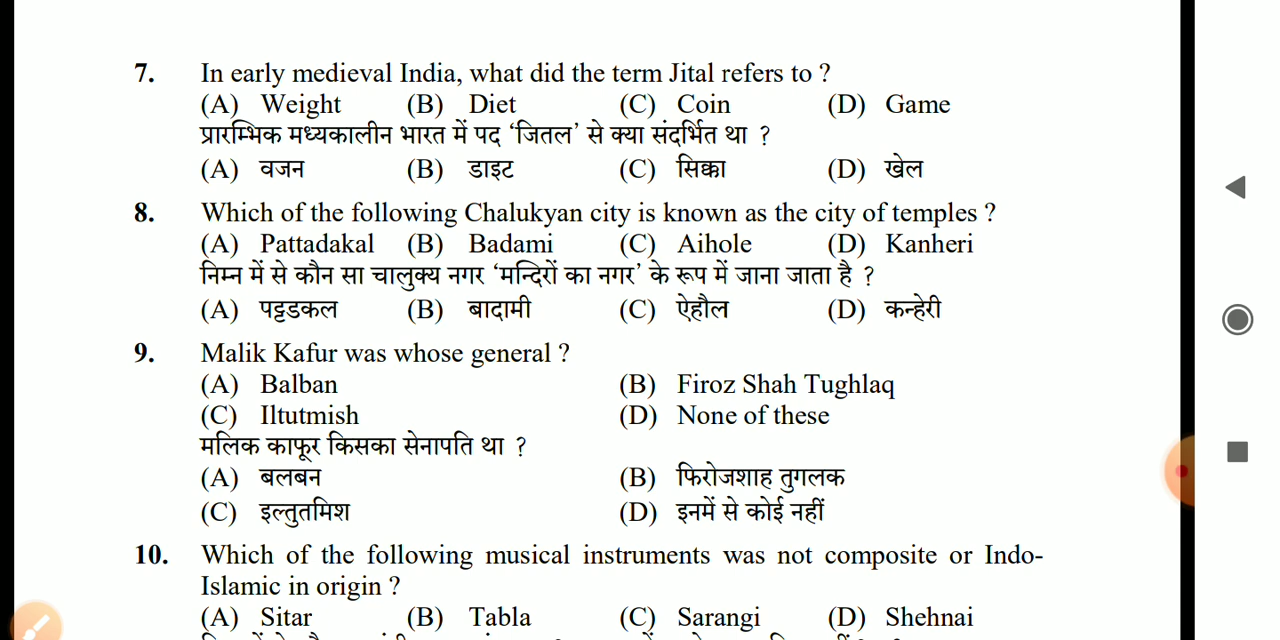 7. In early medieval India, what did the term Jital refers to ?
(A) Weight (B) Diet (C) Coin (D) Game
प्रारम्भिक मध्यकालीन भारत में पद ‘जितल’ से क्या संदर्भित था ?
(A) वजन (B) डाइट (C) सिक्का (D) खेल
8. Which of the following Chalukyan city is known as the city of temples ?
(A) Pattadakal (B) Badami (C) Aihole (D) Kanheri
निम्न में से कौन सा चालुक्य नगर ‘मन्दिरों का नगर’ के रूप में जाना जाता है ?
(A) पट्टडकल (B) बादामी (C) ऐहौल (D) कन्हेरी
9. Malik Kafur was whose general ?
(A) Balban (B) Firoz Shah Tughlaq
(C) Iltutmish (D) None of these
मलिक काफूर किसका सेनापति था ?
(A) बलबन (B) फिरोजशाह तुगलक
(C) इल्तुतमिश (D) इनमें से कोई नहीं
10. Which of the following musical instruments was not composite or Indo-
Islamic in origin ?
(A) Sitar (B) Tabla (C) Sarangi (D) Shehnai